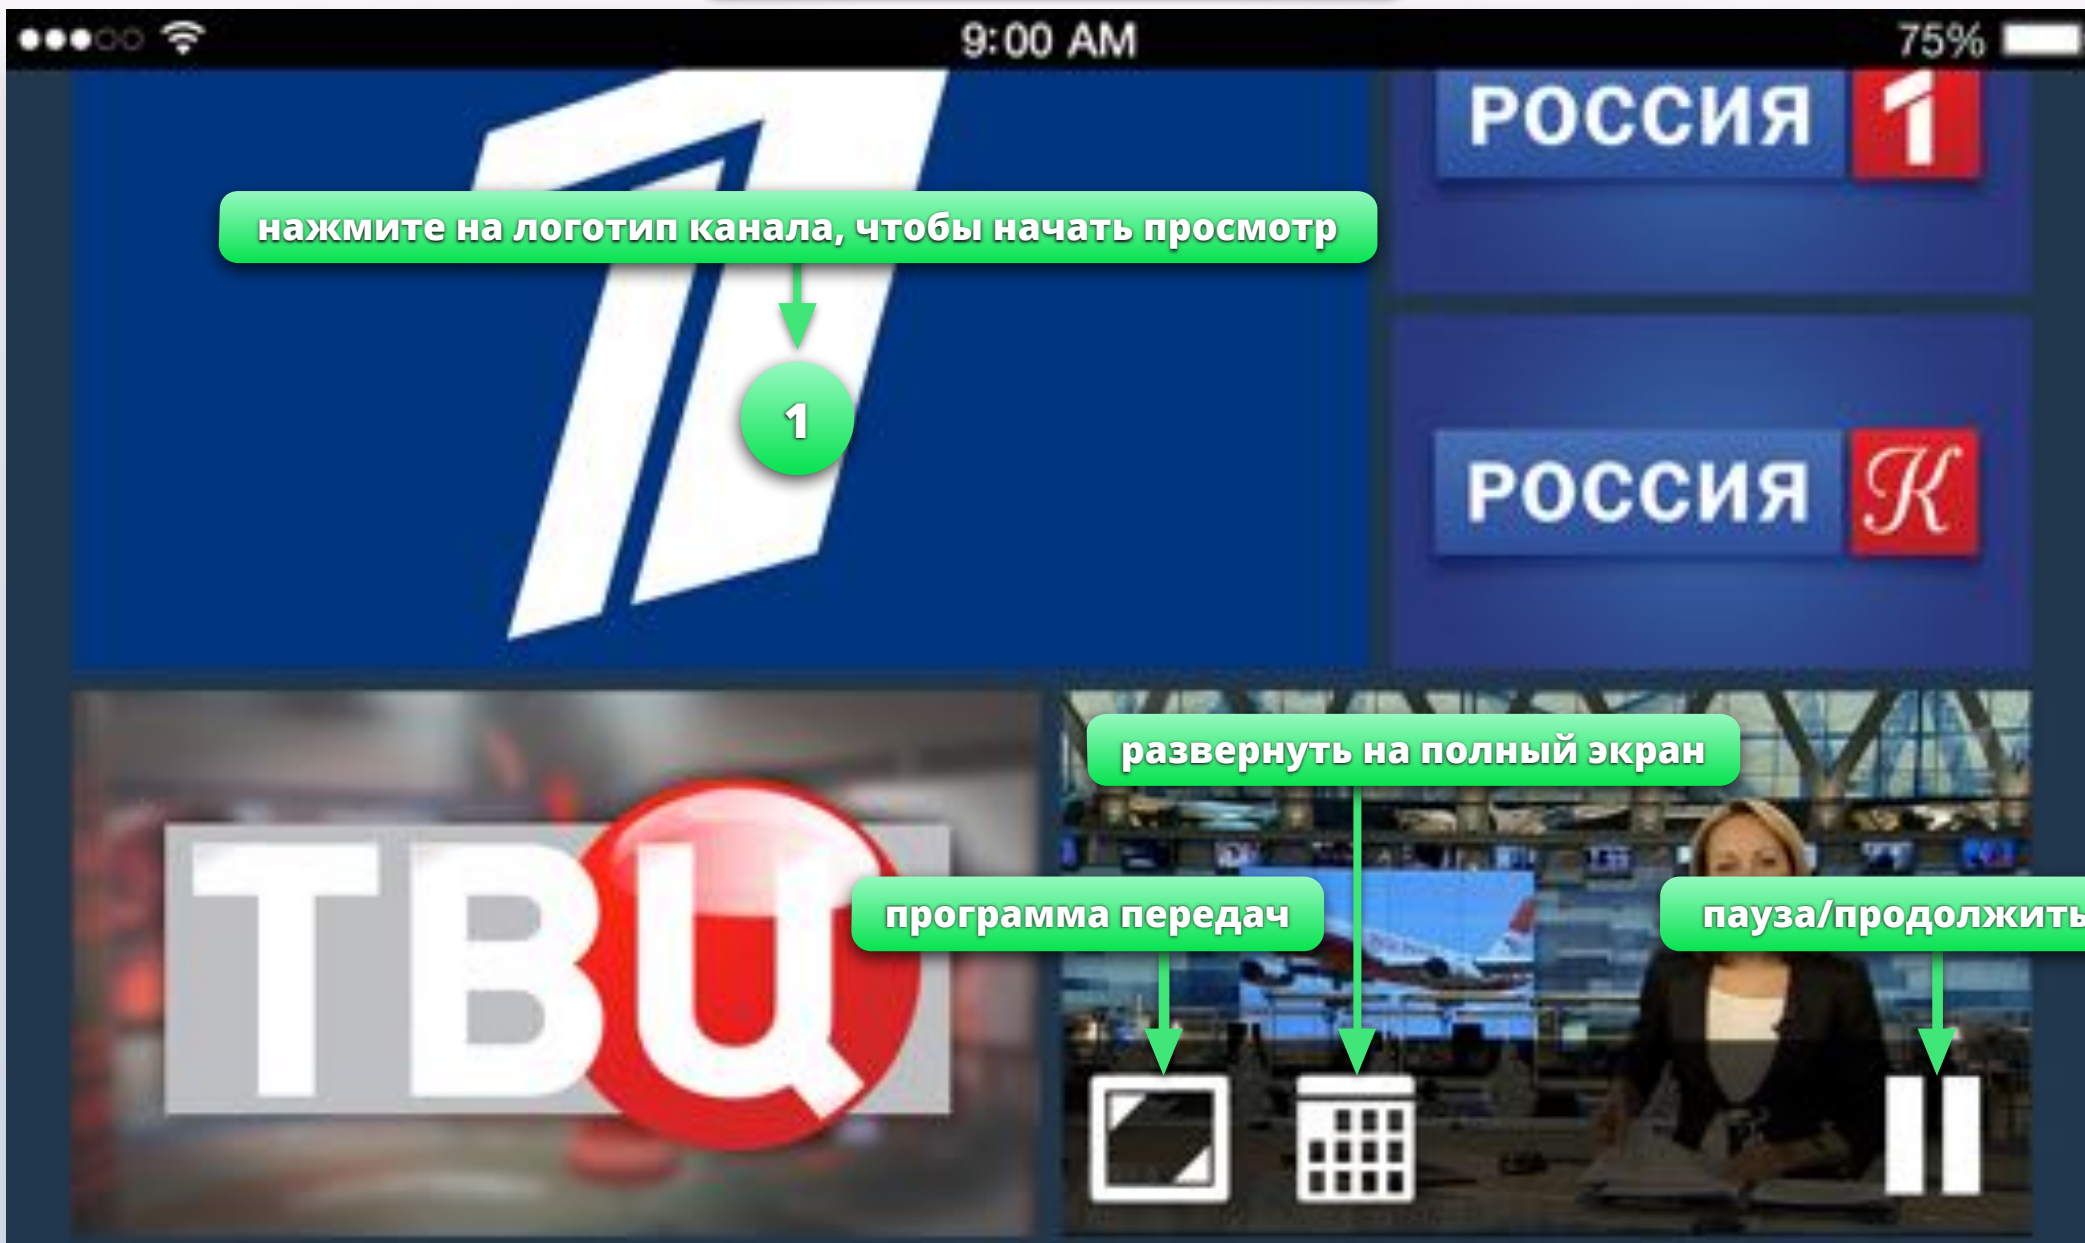 9:00 AM
75%
РОССИЯ 1
нажмите на логотип канала, чтобы начать просмотр
1
РОССИЯ К
развернуть на полный экран
ТВЦ
программа передач
пауза/продолжить